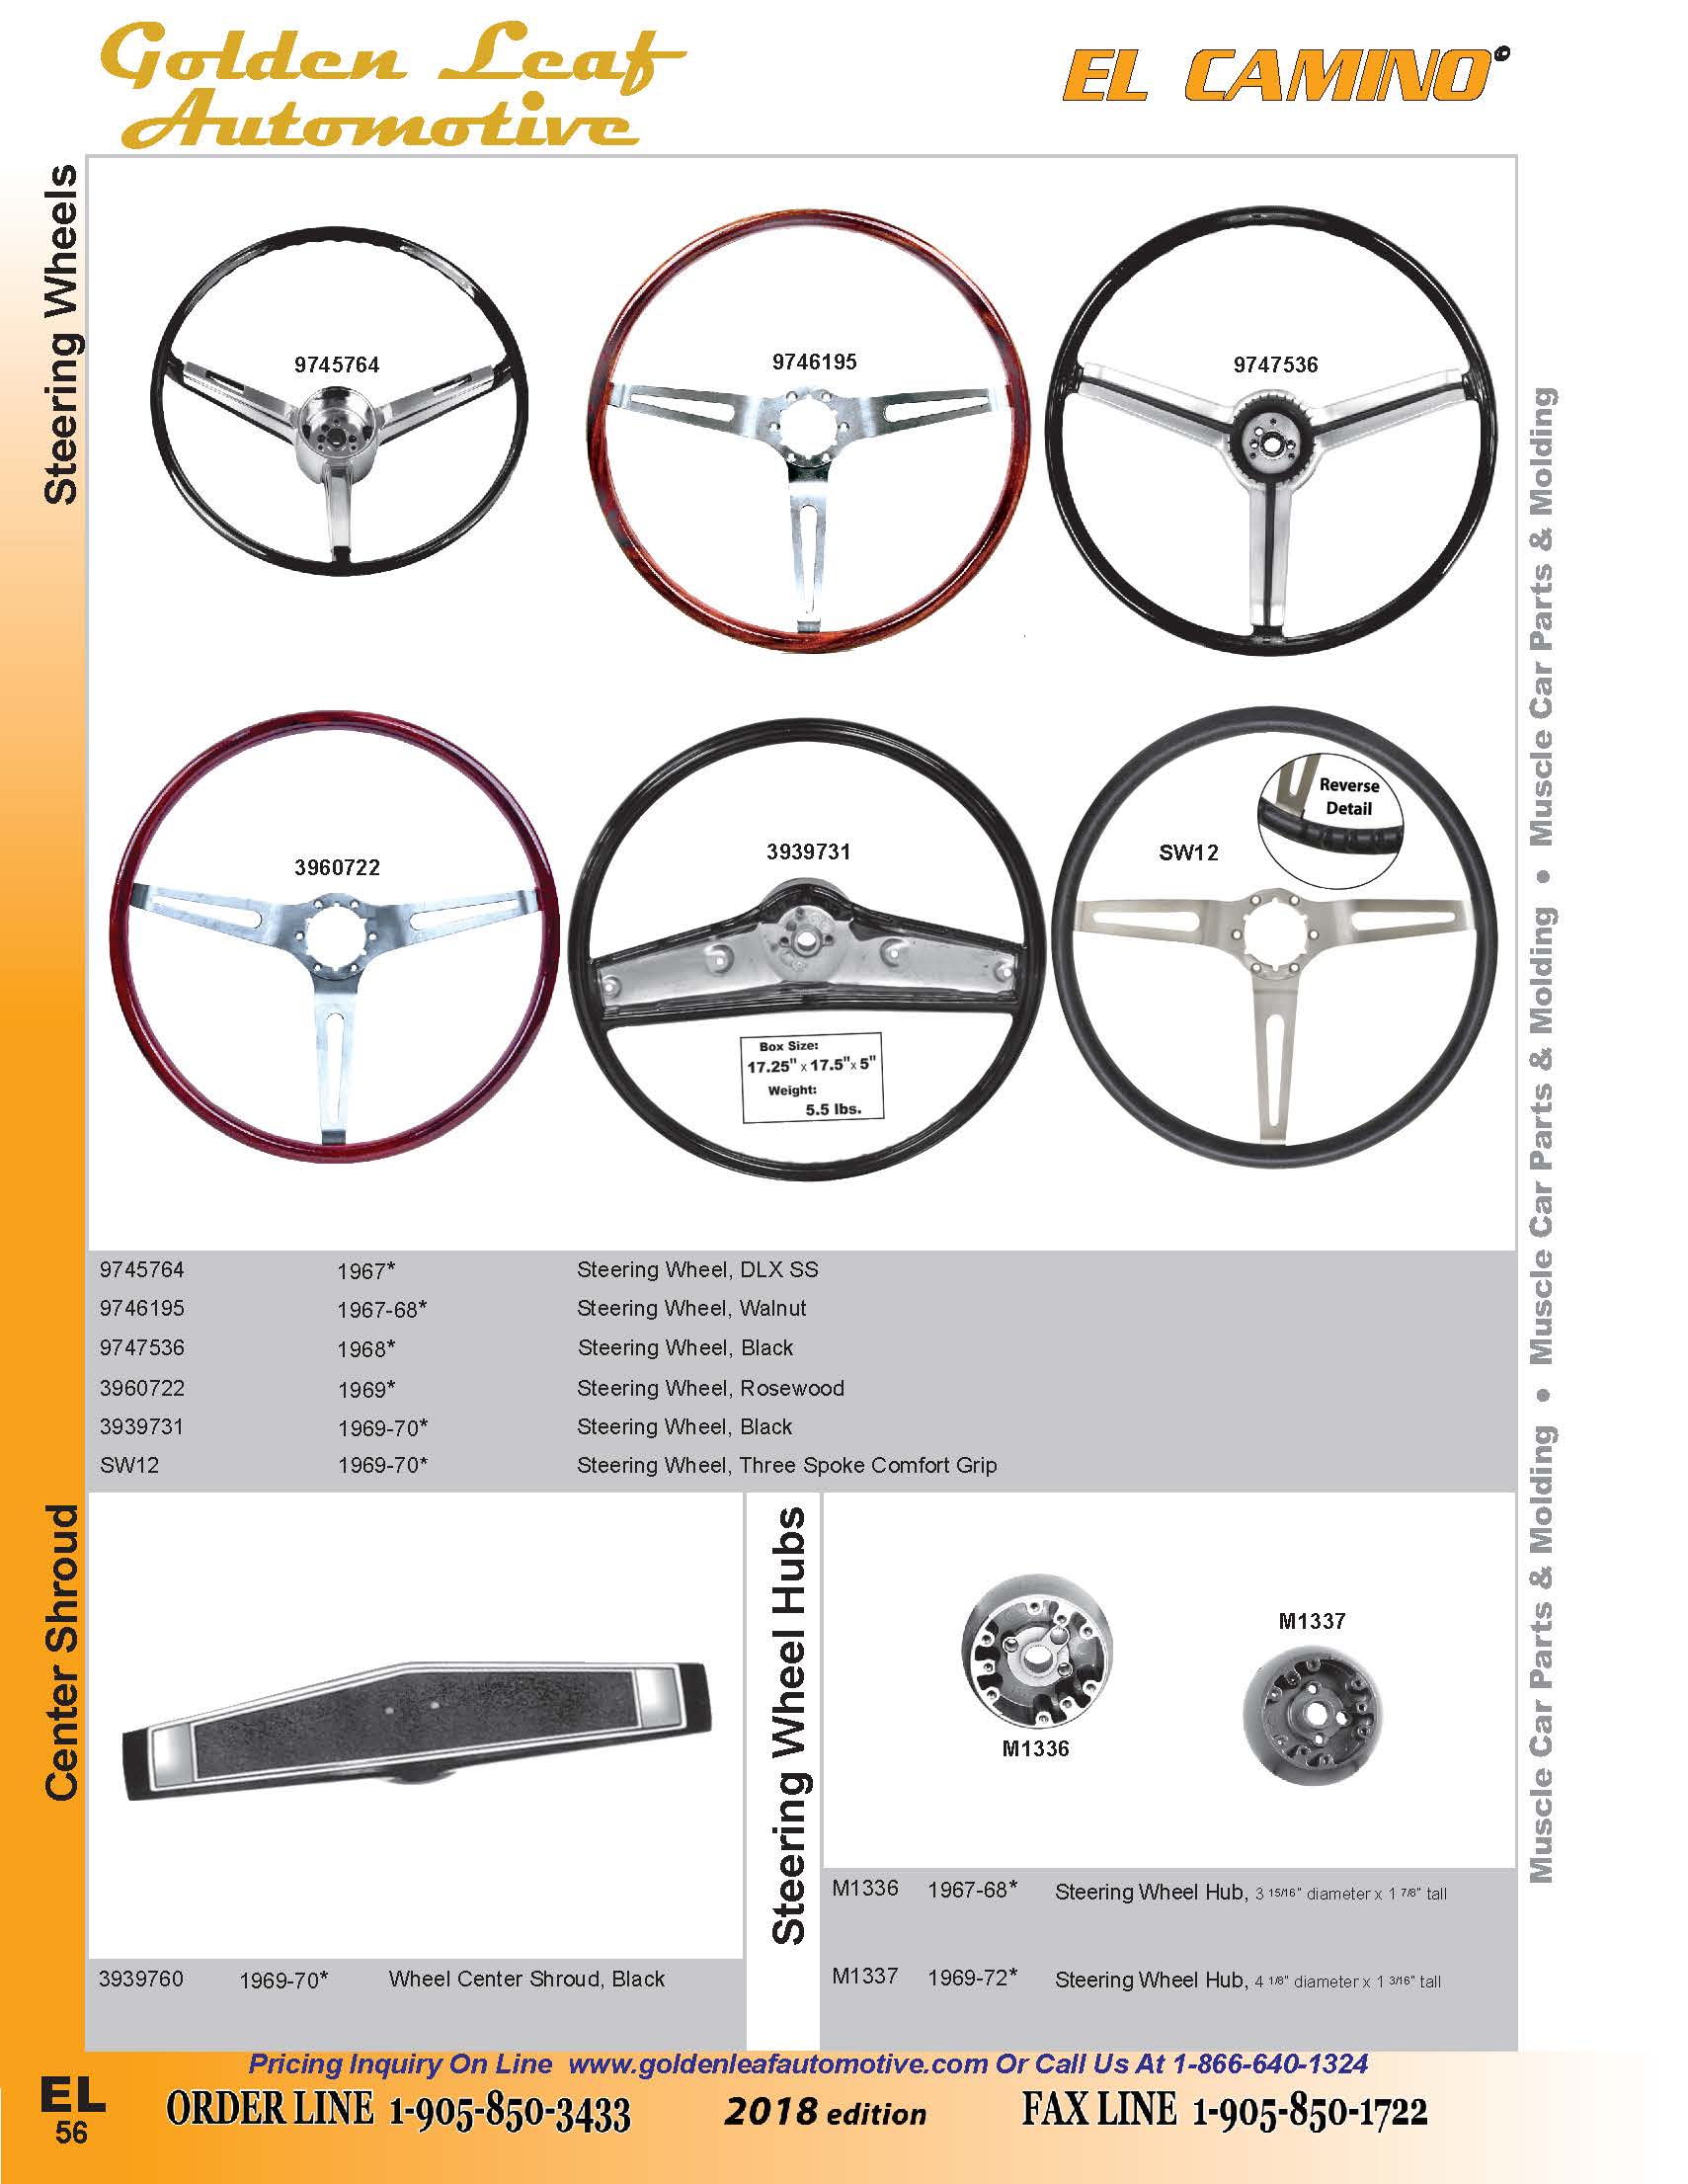 Golden Leaf
Automotive
EL CAMINO
Steering Wheels
9745764
9746195
9747536
3960722
3939731
SW12
Reverse
Detail
Box Size:
17.25" x 17.5" x 5"
Weight:
5.5 lbs.
9745764 1967* Steering Wheel, DLX SS
9746195 1967-68* Steering Wheel, Walnut
9747536 1968* Steering Wheel, Black
3960722 1969* Steering Wheel, Rosewood
3939731 1969-70* Steering Wheel, Black
SW12 1969-70* Steering Wheel, Three Spoke Comfort Grip
Center Shroud
3939760 1969-70* Wheel Center Shroud, Black
Steering Wheel Hubs
M1336
M1337
M1336 1967-68* Steering Wheel Hub, 3 15/16" diameter x 1 7/8" tall
M1337 1969-72* Steering Wheel Hub, 4 1/8" diameter x 1 3/16" tall
Muscle Car Parts & Molding • Muscle Car Parts & Molding • Muscle Car Parts & Molding
Pricing Inquiry On Line www.goldenleafautomotive.com Or Call Us At 1-866-640-1324
EL
56
ORDER LINE 1-905-850-3433 2018 edition FAX LINE 1-905-850-1722